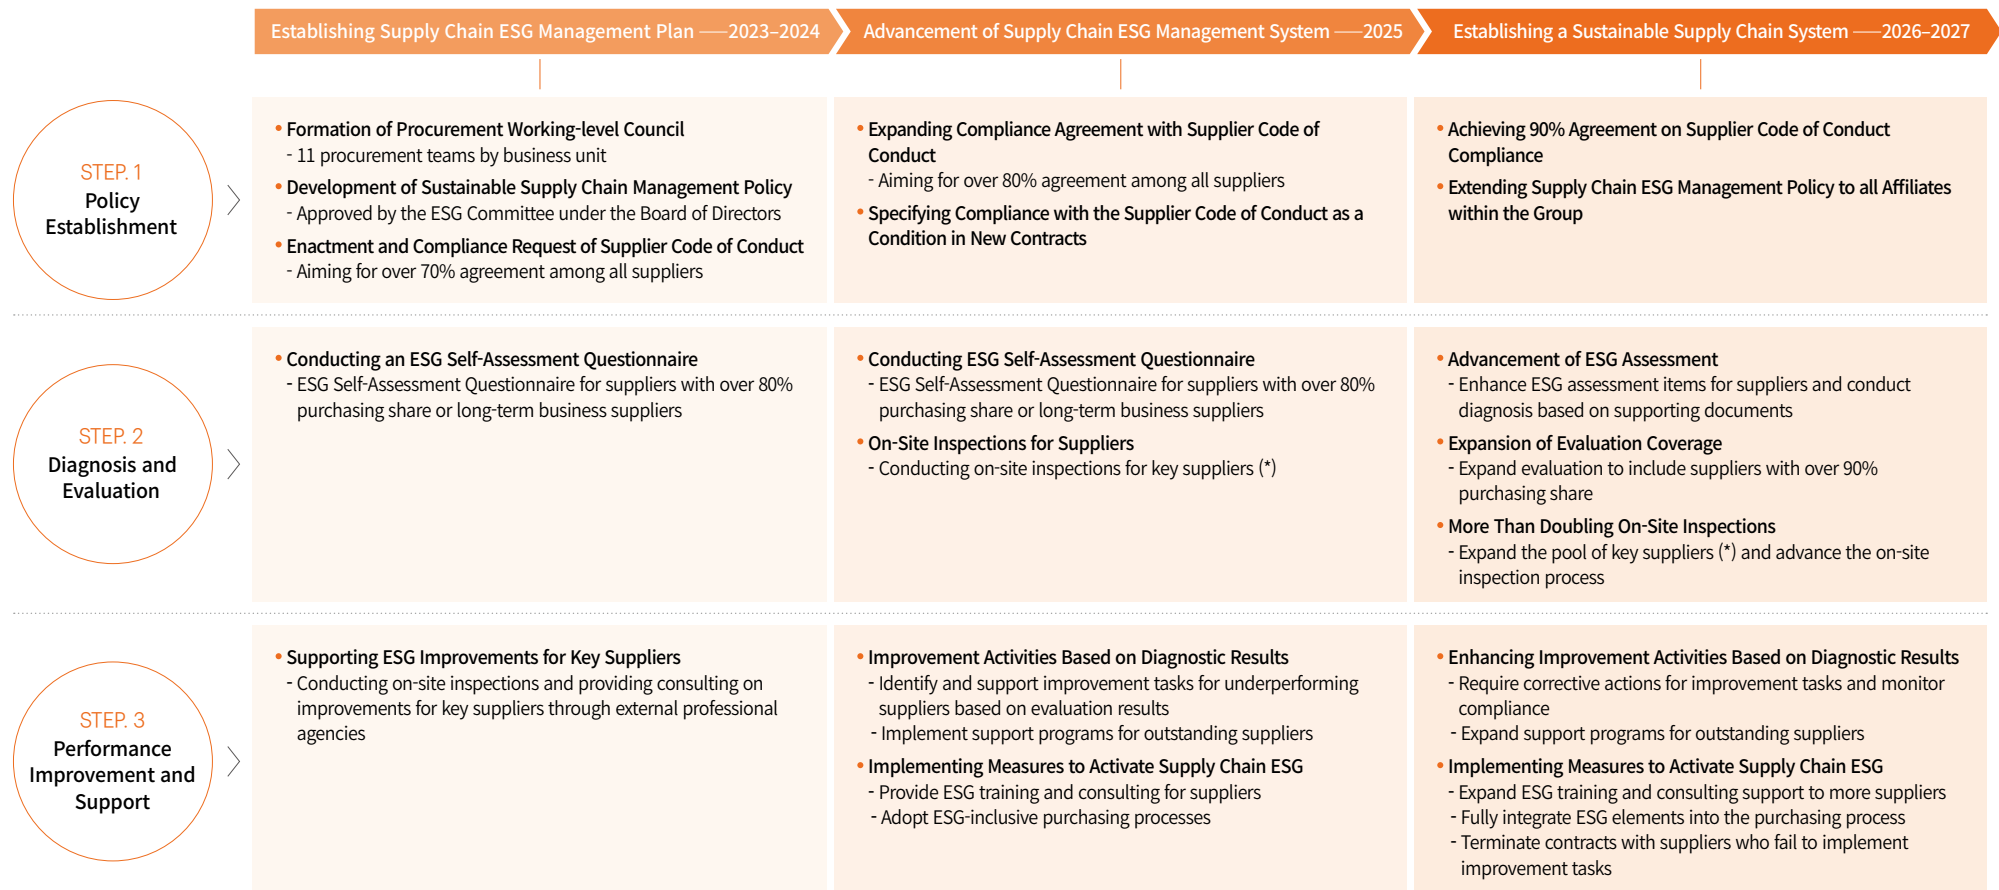 Establishing Supply Chain ESG Management Plan ——2023–2024
Advancement of Supply Chain ESG Management System ——2025
Establishing a Sustainable Supply Chain System ——2026–2027
STEP. 1
Policy
Establishment
• Formation of Procurement Working-level Council
- 11 procurement teams by business unit
• Development of Sustainable Supply Chain Management Policy
- Approved by the ESG Committee under the Board of Directors
• Enactment and Compliance Request of Supplier Code of Conduct
- Aiming for over 70% agreement among all suppliers
• Expanding Compliance Agreement with Supplier Code of
Conduct
- Aiming for over 80% agreement among all suppliers
• Specifying Compliance with the Supplier Code of Conduct as a
Condition in New Contracts
• Achieving 90% Agreement on Supplier Code of Conduct
Compliance
• Extending Supply Chain ESG Management Policy to all Affiliates
within the Group
STEP. 2
Diagnosis and
Evaluation
• Conducting an ESG Self-Assessment Questionnaire
- ESG Self-Assessment Questionnaire for suppliers with over 80%
purchasing share or long-term business suppliers
• Conducting ESG Self-Assessment Questionnaire
- ESG Self-Assessment Questionnaire for suppliers with over 80%
purchasing share or long-term business suppliers
• On-Site Inspections for Suppliers
- Conducting on-site inspections for key suppliers (*)
• Advancement of ESG Assessment
- Enhance ESG assessment items for suppliers and conduct
diagnosis based on supporting documents
• Expansion of Evaluation Coverage
- Expand evaluation to include suppliers with over 90%
purchasing share
• More Than Doubling On-Site Inspections
- Expand the pool of key suppliers (*) and advance the on-site
inspection process
STEP. 3
Performance
Improvement and
Support
• Supporting ESG Improvements for Key Suppliers
- Conducting on-site inspections and providing consulting on
improvements for key suppliers through external professional
agencies
• Improvement Activities Based on Diagnostic Results
- Identify and support improvement tasks for underperforming
suppliers based on evaluation results
- Implement support programs for outstanding suppliers
• Implementing Measures to Activate Supply Chain ESG
- Provide ESG training and consulting for suppliers
- Adopt ESG-inclusive purchasing processes
• Enhancing Improvement Activities Based on Diagnostic Results
- Require corrective actions for improvement tasks and monitor
compliance
- Expand support programs for outstanding suppliers
• Implementing Measures to Activate Supply Chain ESG
- Expand ESG training and consulting support to more suppliers
- Fully integrate ESG elements into the purchasing process
- Terminate contracts with suppliers who fail to implement
improvement tasks